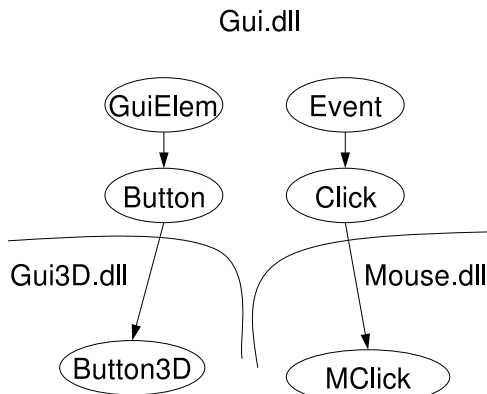 Gui.dll
GuiElem
Event
Button
Click
Gui3D.dll
Mouse.dll
Button3D
MClick